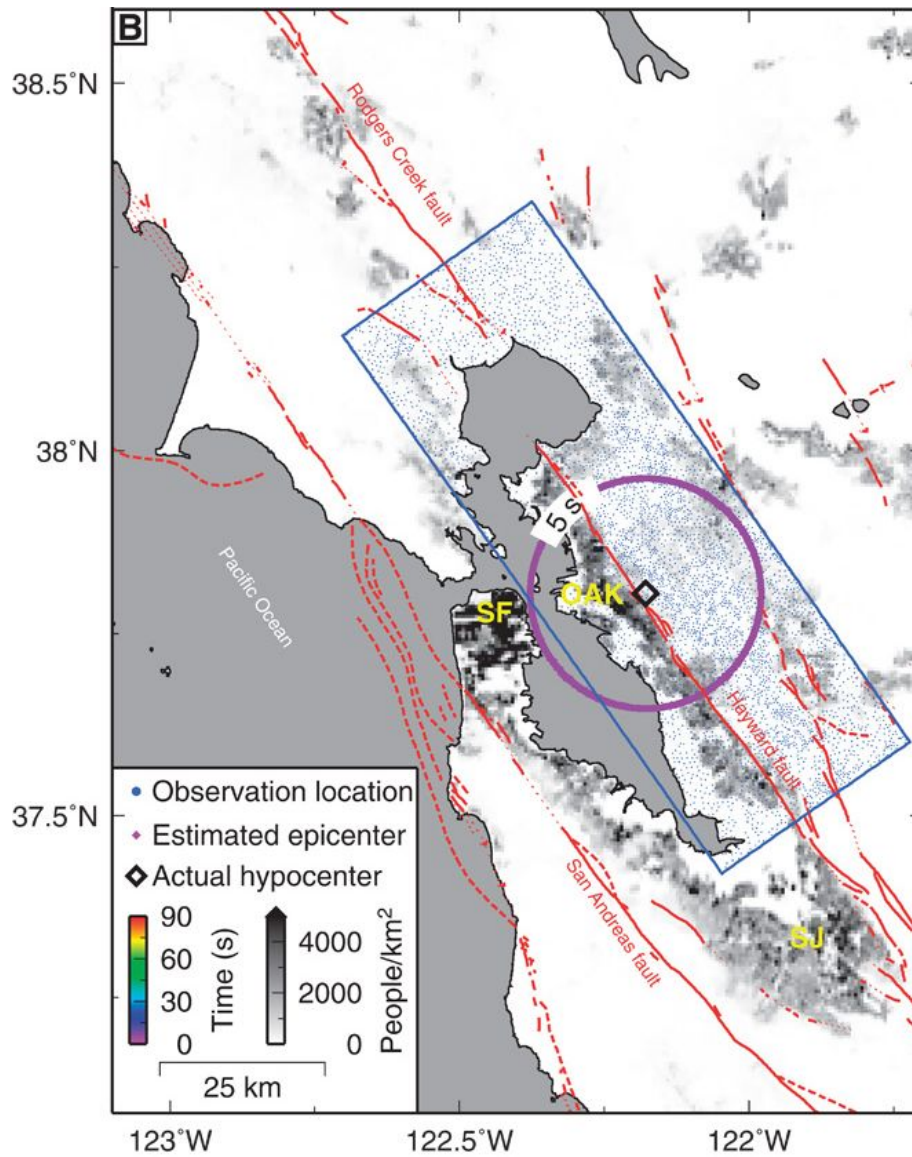 B
38.5°N
38°N
37.5°N
123°W
122.5°W
122°W
Rodgers Creek fault
Pacific Ocean
5 s
SF
OAK
Hayward fault
San Andreas fault
SJ
Observation location
Estimated epicenter
Actual hypocenter
90
60
30
0
Time (s)
4000
2000
0
People/km²
25 km